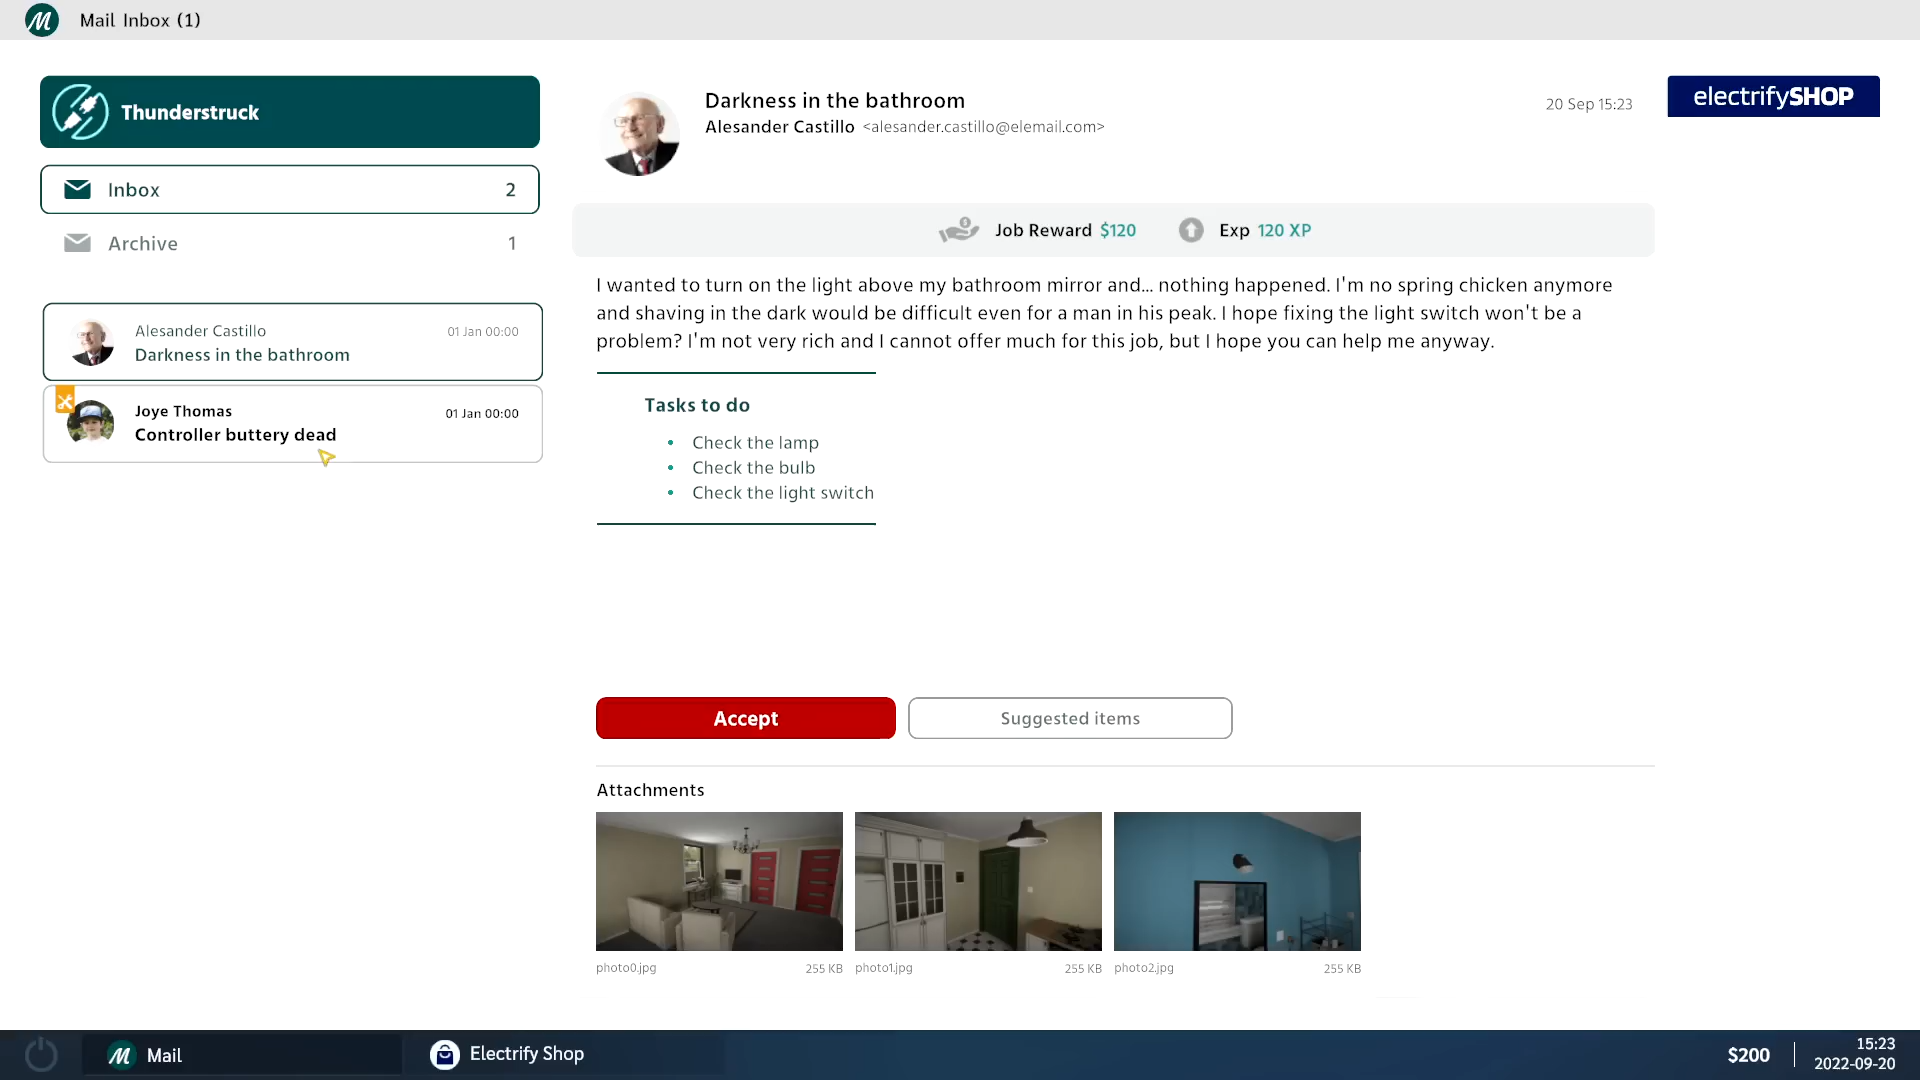 Mail Inbox (1)
Thunderstruck
Inbox 2
Archive 1
Alesander Castillo 01 Jan 00:00
Darkness in the bathroom
Joye Thomas 01 Jan 00:00
Controller buttery dead
Darkness in the bathroom
Alesander Castillo <alesander.castillo@elemail.com>
20 Sep 15:23
electrifySHOP
Job Reward $120 Exp 120 XP
I wanted to turn on the light above my bathroom mirror and... nothing happened. I'm no spring chicken anymore
and shaving in the dark would be difficult even for a man in his peak. I hope fixing the light switch won't be a
problem? I'm not very rich and I cannot offer much for this job, but I hope you can help me anyway.
Tasks to do
• Check the lamp
• Check the bulb
• Check the light switch
Accept Suggested items
Attachments
photo0.jpg 255 KB photo1.jpg 255 KB photo2.jpg 255 KB
Mail Electrify Shop $200 15:23
2022-09-20